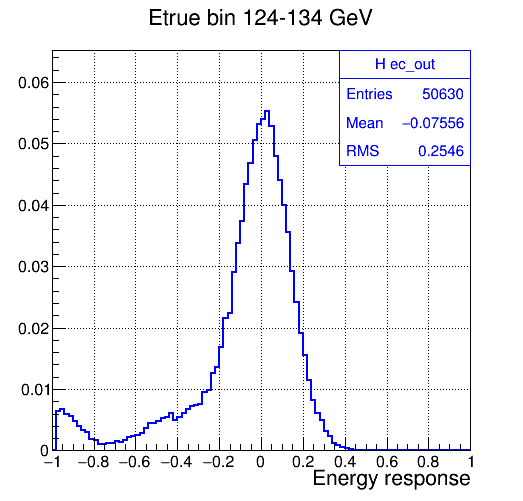 Etrue bin 124-134 GeV
H ec_out
Entries 50630
Mean −0.07556
RMS 0.2546
0.06
0.05
0.04
0.03
0.02
0.01
0
−1 −0.8 −0.6 −0.4 −0.2 0 0.2 0.4 0.6 0.8 1
Energy response